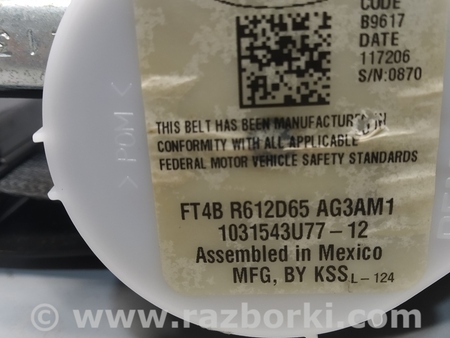 CODE
B9617
DATE
117206
S/N:0870
THIS BELT HAS BEEN MANUFACTURED IN
CONFORMITY WITH ALL APPLICABLE
FEDERAL MOTOR VEHICLE SAFETY STANDARDS
FT4B R612D65 AG3AM1
1031543U77-12
Assembled in Mexico
MFG, BY KSS L-124
> POM <
© www.razborki.com